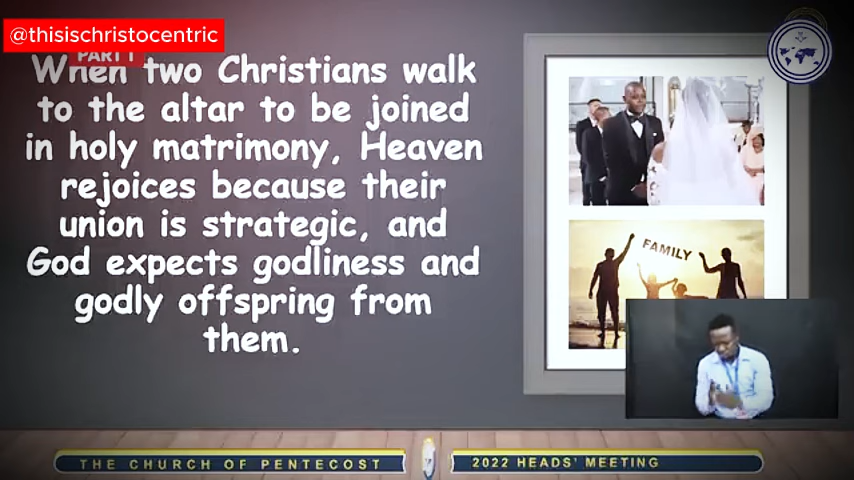 @thisischristocentric
PART 1
When two Christians walk
to the altar to be joined
in holy matrimony, Heaven
rejoices because their
union is strategic, and
God expects godliness and
godly offspring from
them.
FAMILY
THE CHURCH OF PENTECOST
2022 HEADS' MEETING